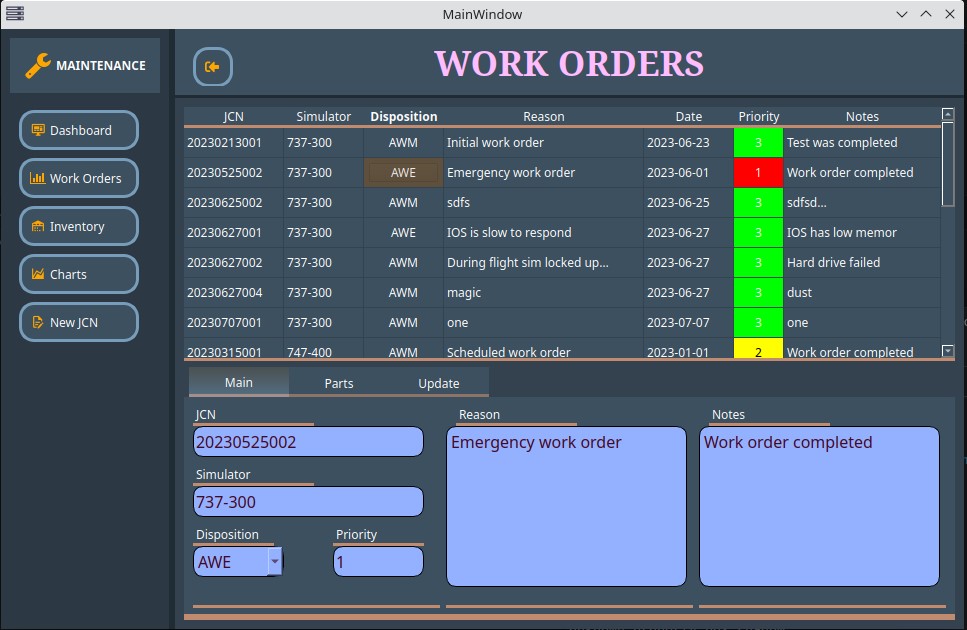 MainWindow
MAINTENANCE
Dashboard
Work Orders
Inventory
Charts
New JCN
WORK ORDERS
JCN Simulator Disposition Reason Date Priority Notes
20230213001 737-300 AWM Initial work order 2023-06-23 3 Test was completed
20230525002 737-300 AWE Emergency work order 2023-06-01 1 Work order completed
20230625002 737-300 AWM sdfs 2023-06-25 3 sdfsd...
20230627001 737-300 AWE IOS is slow to respond 2023-06-27 3 IOS has low memor
20230627002 737-300 AWM During flight sim locked up... 2023-06-27 3 Hard drive failed
20230627004 737-300 AWM magic 2023-06-27 3 dust
20230707001 737-300 AWM one 2023-07-07 3 one
20230315001 747-400 AWM Scheduled work order 2023-01-01 2 Work order completed
Main Parts Update
JCN
20230525002
Simulator
737-300
Disposition Priority
AWE 1
Reason
Emergency work order
Notes
Work order completed